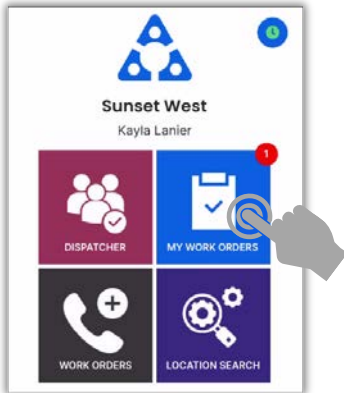 Sunset West
Kayla Lanier
1
DISPATCHER
MY WORK ORDERS
WORK ORDERS
LOCATION SEARCH